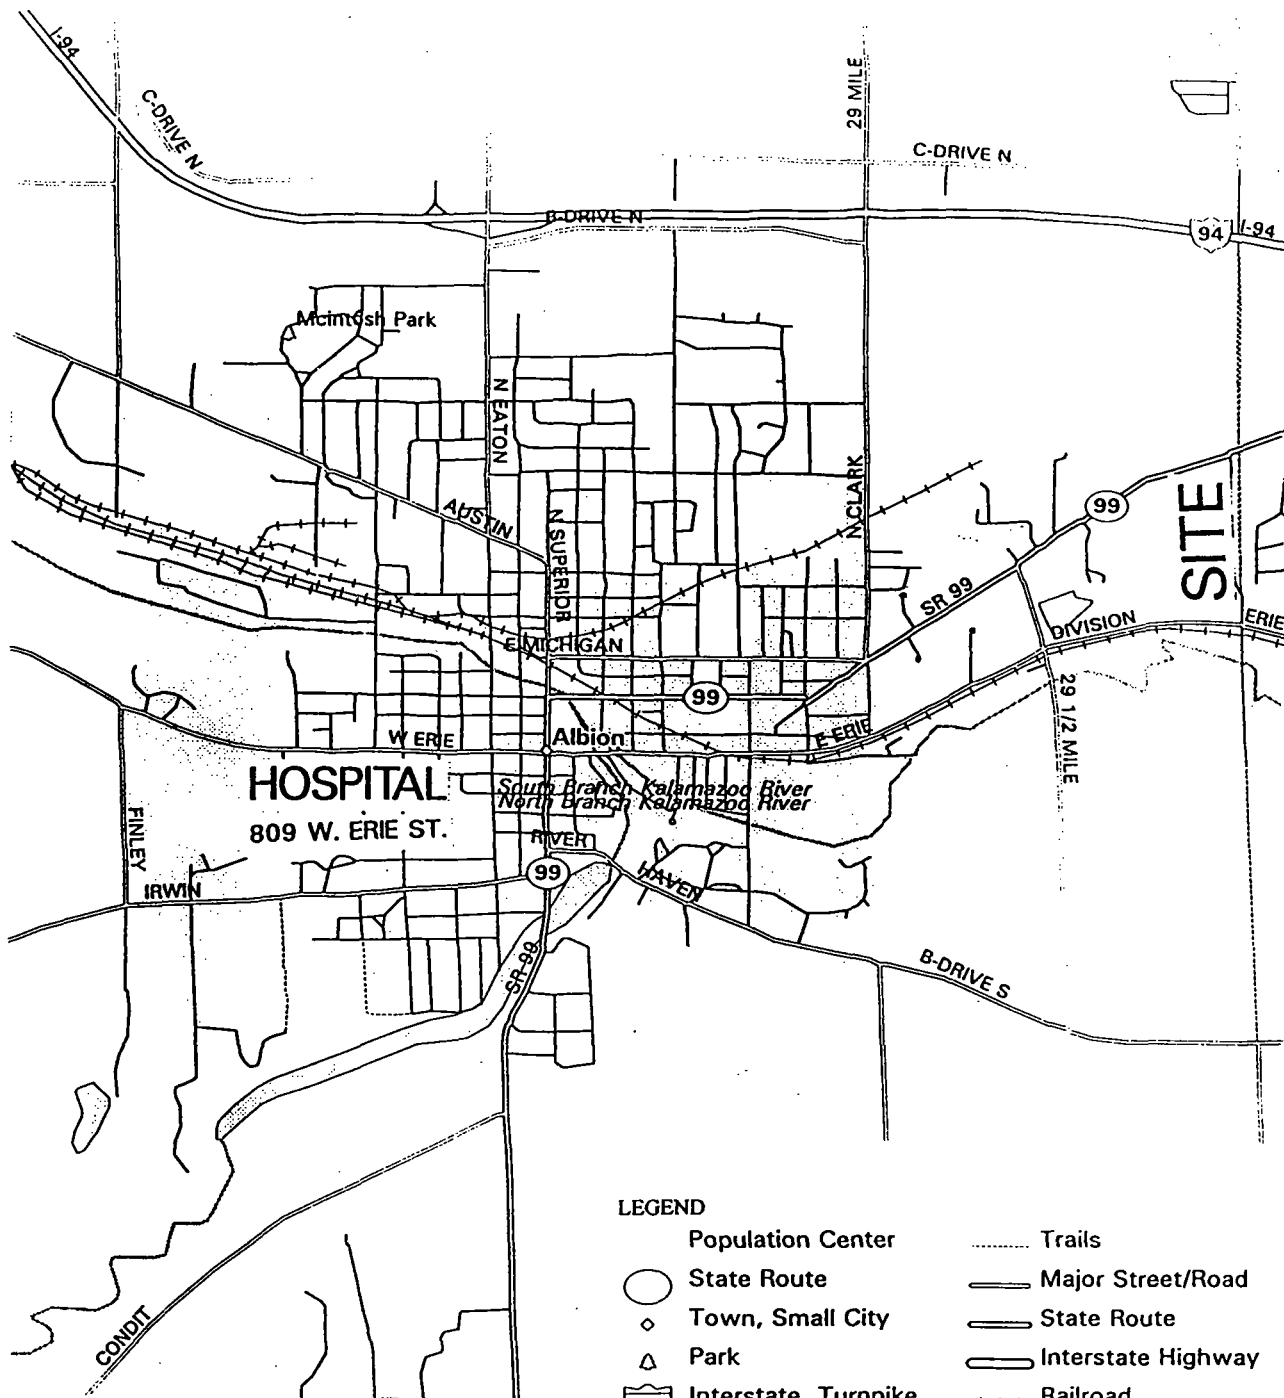 I-94
C-DRIVE N
29 MILE
C-DRIVE N
B-DRIVE N
94
I-94
McIntosh Park
N EATON
N CLARK
AUSTIN
N SUPERIOR
99
SITE
SR 99
E MICHIGAN
DIVISION
ERIE
99
29 1/2 MILE
W ERIE
Albion
E ERIE
HOSPITAL
809 W. ERIE ST.
South Branch Kalamazoo River
North Branch Kalamazoo River
FINLEY
RIVER
IRWIN
99
HAVEN
SR-99
B-DRIVE S
CONDIT
LEGEND
Population Center
Trails
State Route
Major Street/Road
Town, Small City
State Route
Park
Interstate Highway
Interstate, Turnpike
Railroad